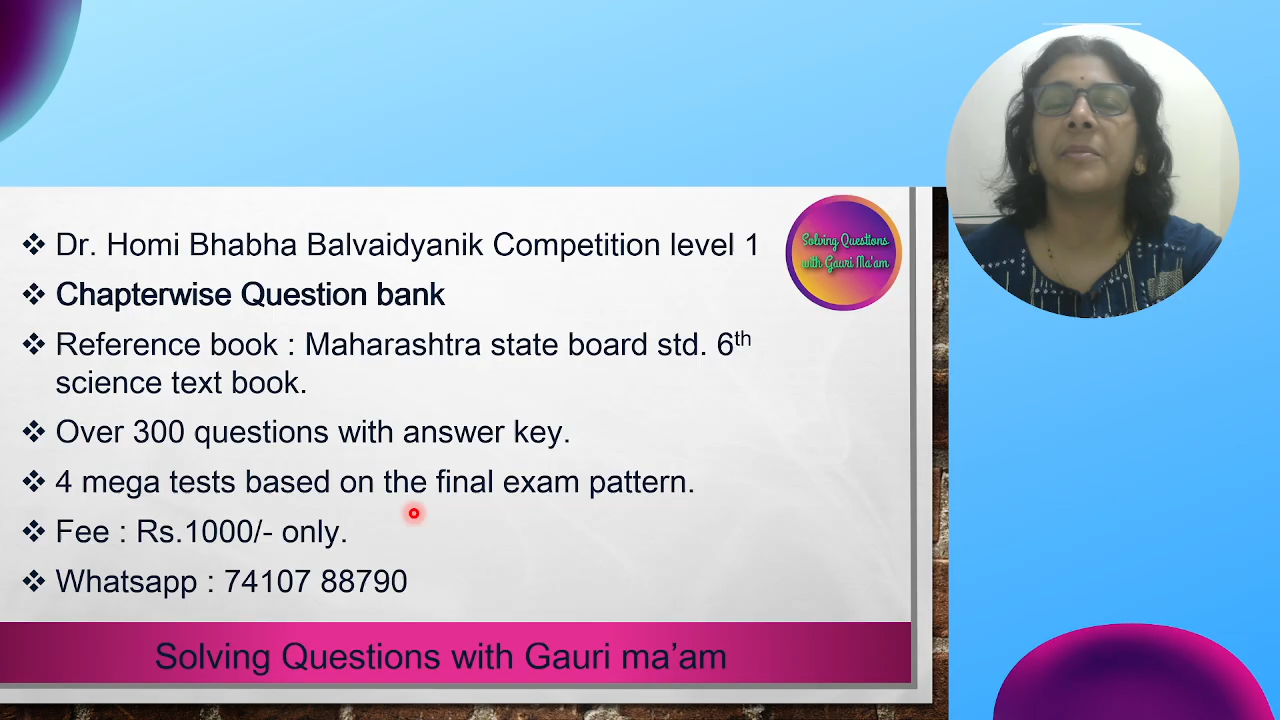 Dr. Homi Bhabha Balvaidyanik Competition level 1
Chapterwise Question bank
Reference book : Maharashtra state board std. 6th
science text book.
Over 300 questions with answer key.
4 mega tests based on the final exam pattern.
Fee : Rs.1000/- only.
Whatsapp : 74107 88790
Solving Questions with Gauri ma’am
Solving Questions
with Gauri Ma'am